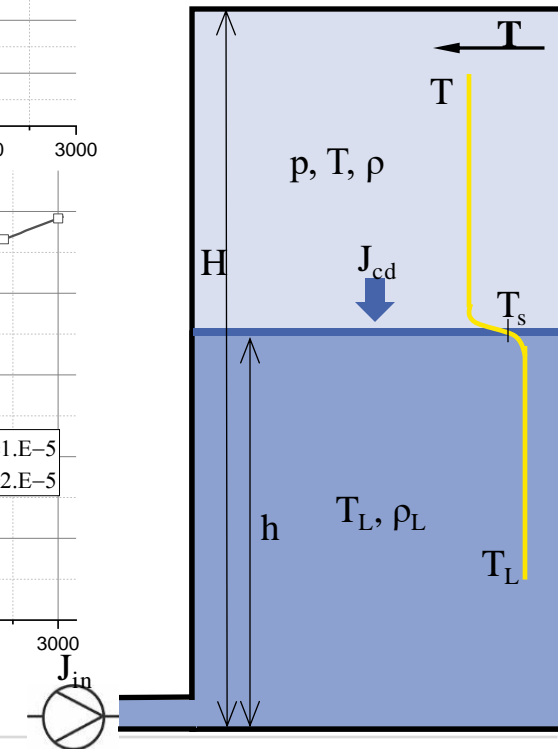 T
T
3000
p, T, ρ
H
J_cd
T_s
1.E−5
2.E−5
T_L, ρ_L
h
T_L
3000
J_in